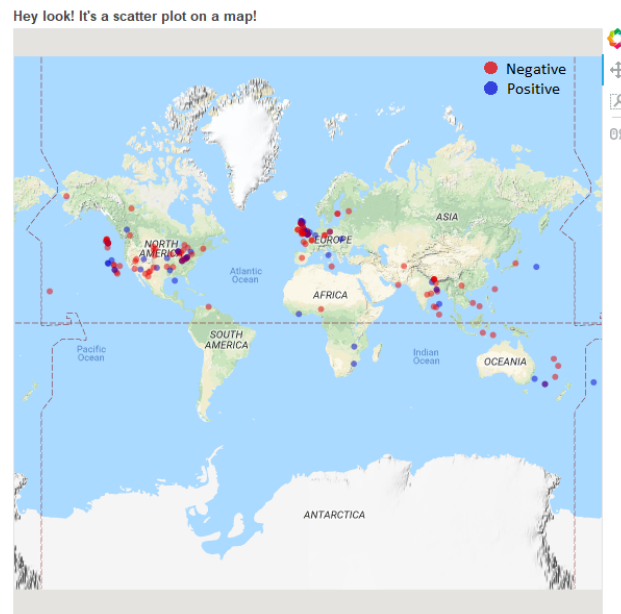 Hey look! It's a scatter plot on a map!
Negative
Positive
ASIA
NORTH
AMERICA
EUROPE
Atlantic
Ocean
AFRICA
SOUTH
AMERICA
Pacific
Ocean
Indian
Ocean
OCEANIA
ANTARCTICA